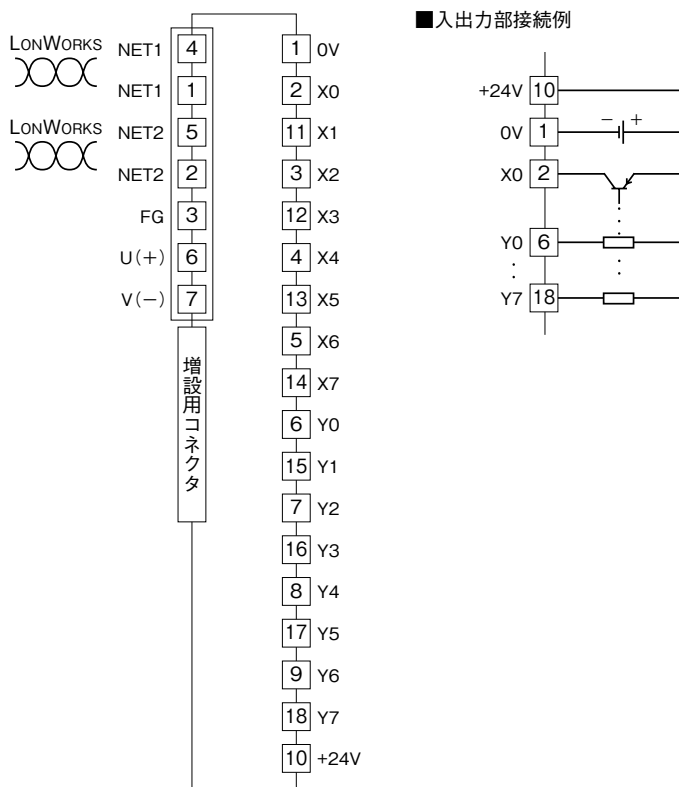 LONWORKS NET1 4
NET1 1
LONWORKS NET2 5
NET2 2
FG 3
U(+) 6
V(−) 7
増設用コネクタ
1 0V
2 X0
11 X1
3 X2
12 X3
4 X4
13 X5
5 X6
14 X7
6 Y0
15 Y1
7 Y2
16 Y3
8 Y4
17 Y5
9 Y6
18 Y7
10 +24V
■入出力部接続例
+24V 10
0V 1 − +
X0 2
Y0 6
Y7 18